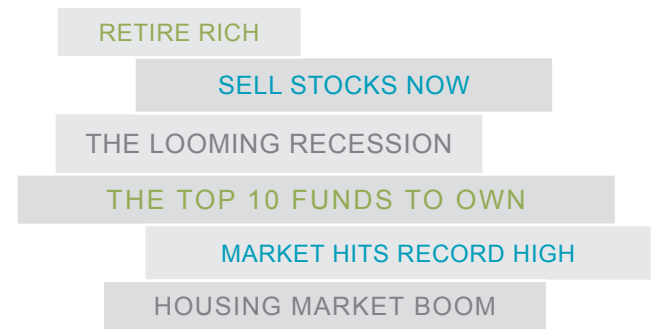 RETIRE RICH
SELL STOCKS NOW
THE LOOMING RECESSION
THE TOP 10 FUNDS TO OWN
MARKET HITS RECORD HIGH
HOUSING MARKET BOOM